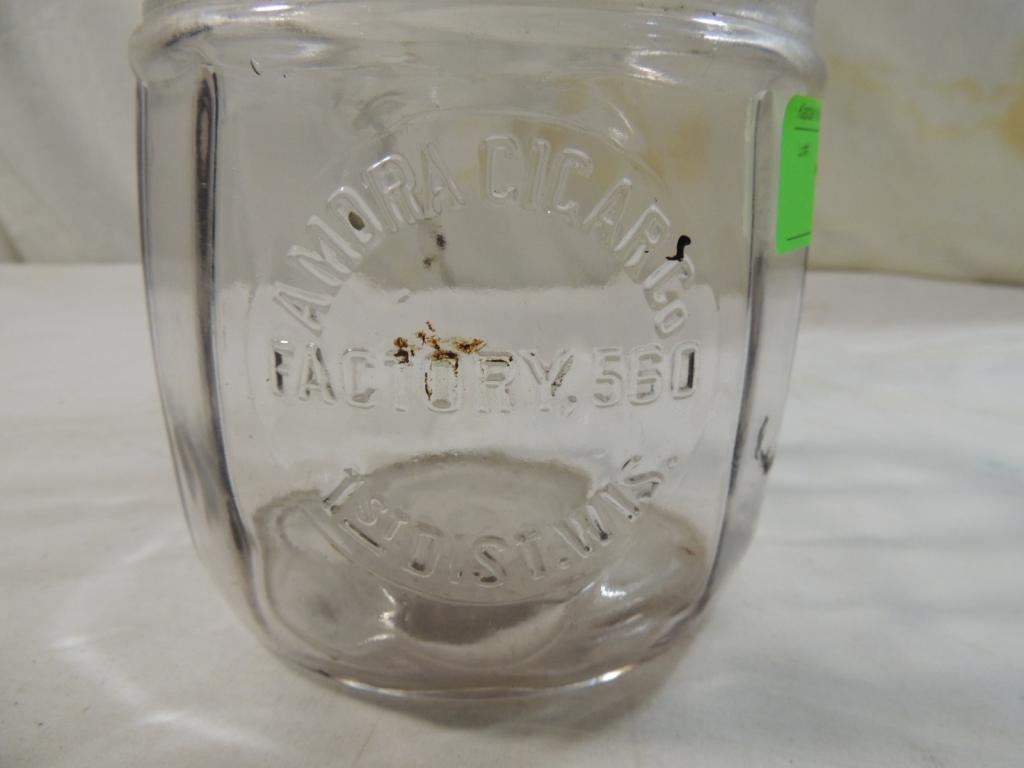 AMORA CIGAR Co
FACTORY, 560
1ST DIST. WIS.